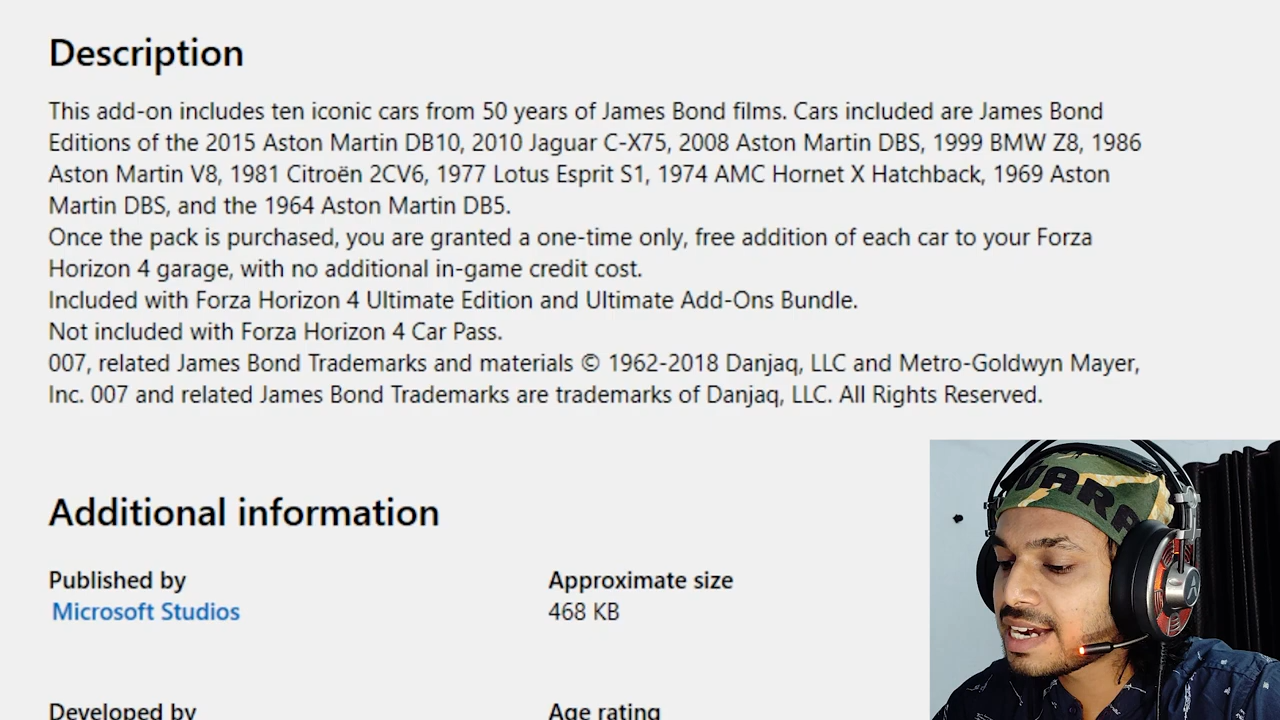 Description
This add-on includes ten iconic cars from 50 years of James Bond films. Cars included are James Bond
Editions of the 2015 Aston Martin DB10, 2010 Jaguar C-X75, 2008 Aston Martin DBS, 1999 BMW Z8, 1986
Aston Martin V8, 1981 Citroën 2CV6, 1977 Lotus Esprit S1, 1974 AMC Hornet X Hatchback, 1969 Aston
Martin DBS, and the 1964 Aston Martin DB5.
Once the pack is purchased, you are granted a one-time only, free addition of each car to your Forza
Horizon 4 garage, with no additional in-game credit cost.
Included with Forza Horizon 4 Ultimate Edition and Ultimate Add-Ons Bundle.
Not included with Forza Horizon 4 Car Pass.
007, related James Bond Trademarks and materials © 1962-2018 Danjaq, LLC and Metro-Goldwyn Mayer,
Inc. 007 and related James Bond Trademarks are trademarks of Danjaq, LLC. All Rights Reserved.
Additional information
Published by
Microsoft Studios
Approximate size
468 KB
Developed by
Age rating